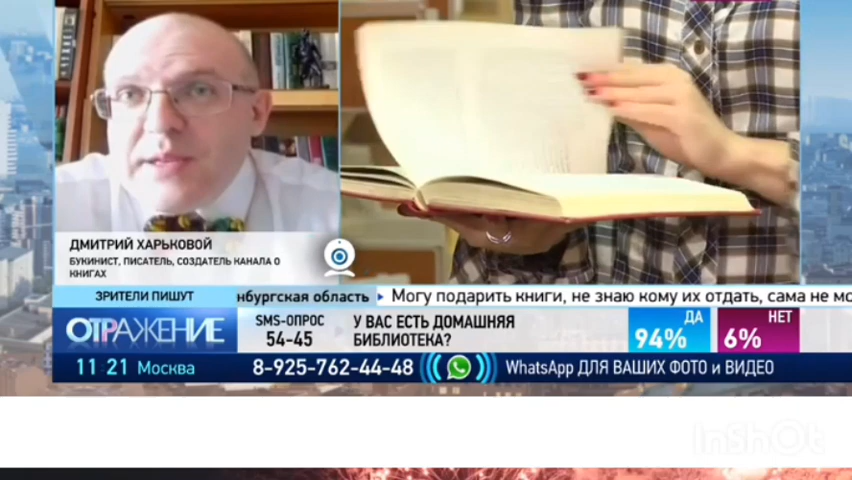 ДМИТРИЙ ХАРЬКОВОЙ
БУКИНИСТ, ПИСАТЕЛЬ, СОЗДАТЕЛЬ КАНАЛА О
КНИГАХ
ЗРИТЕЛИ ПИШУТ
нбургская область ▸ Могу подарить книги, не знаю кому их отдать, сама не мо
ОТРАЖЕНИЕ
SMS-ОПРОС
54-45
У ВАС ЕСТЬ ДОМАШНЯЯ
БИБЛИОТЕКА?
ДА
94%
НЕТ
6%
11 21 Москва
8-925-762-44-48
WhatsApp ДЛЯ ВАШИХ ФОТО и ВИДЕО
InShOt